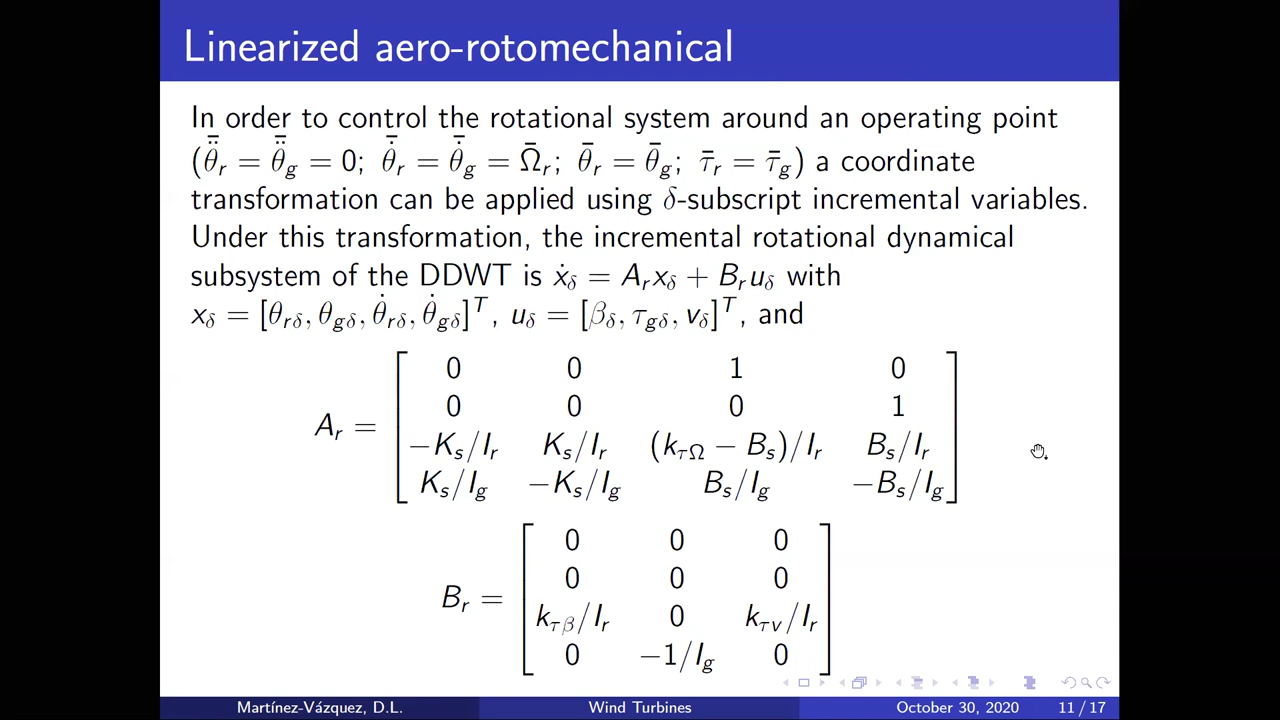 Linearized aero-rotomechanical
In order to control the rotational system around an operating point
(θ̄̈_r = θ̄̈_g = 0; θ̄̇_r = θ̄̇_g = Ω̄_r; θ̄_r = θ̄_g; τ̄_r = τ̄_g) a coordinate
transformation can be applied using δ-subscript incremental variables.
Under this transformation, the incremental rotational dynamical
subsystem of the DDWT is ẋ_δ = A_r x_δ + B_r u_δ with
x_δ = [θ_rδ, θ_gδ, θ̇_rδ, θ̇_gδ]^T, u_δ = [β_δ, τ_gδ, v_δ]^T, and
A_r =
0 0 1 0
0 0 0 1
−K_s/I_r K_s/I_r (k_τΩ − B_s)/I_r B_s/I_r
K_s/I_g −K_s/I_g B_s/I_g −B_s/I_g
B_r =
0 0 0
0 0 0
k_τβ/I_r 0 k_τv/I_r
0 −1/I_g 0
Martínez-Vázquez, D.L. Wind Turbines October 30, 2020 11 / 17